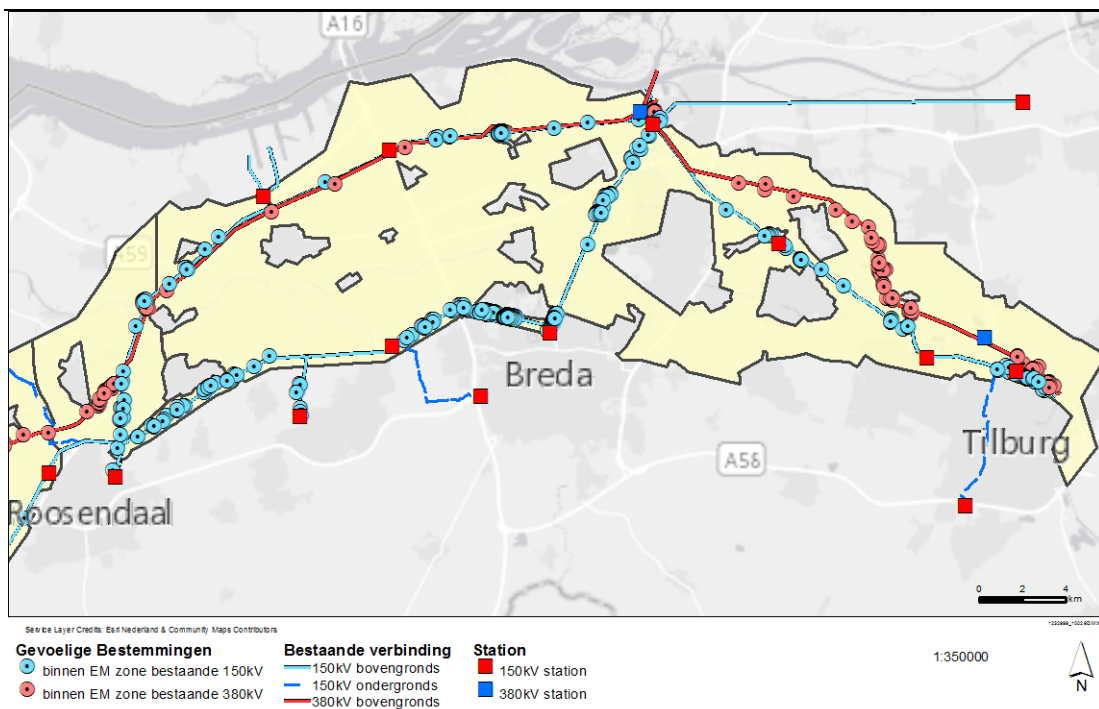 A16
A59
Breda
A58
Tilburg
Roosendaal
0 2 4
km
Service Layer Credits: Esri Nederland & Community Maps Contributors
Gevoelige Bestemmingen
binnen EM zone bestaande 150kV
binnen EM zone bestaande 380kV
Bestaande verbinding
150kV bovengronds
150kV ondergronds
380kV bovengronds
Station
150kV station
380kV station
1:350000
N